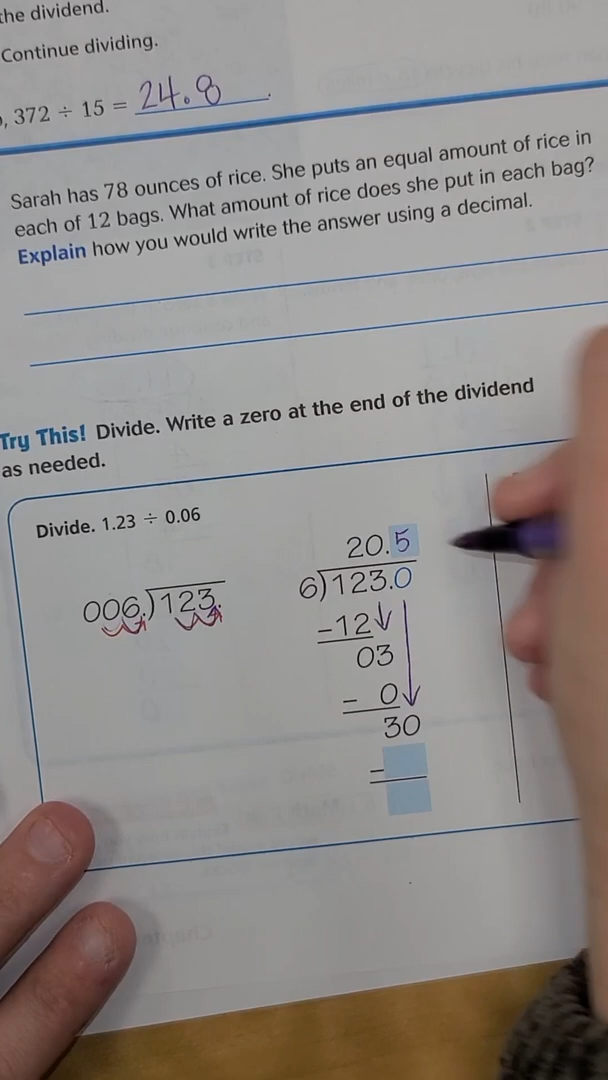 the dividend.
Continue dividing.
, 372 ÷ 15 = 24.8.
Sarah has 78 ounces of rice. She puts an equal amount of rice in
each of 12 bags. What amount of rice does she put in each bag?
Explain how you would write the answer using a decimal.
Try This! Divide. Write a zero at the end of the dividend
as needed.
Divide. 1.23 ÷ 0.06
006.)123.
20.5
6)123.0
-12
03
- 0
30
-